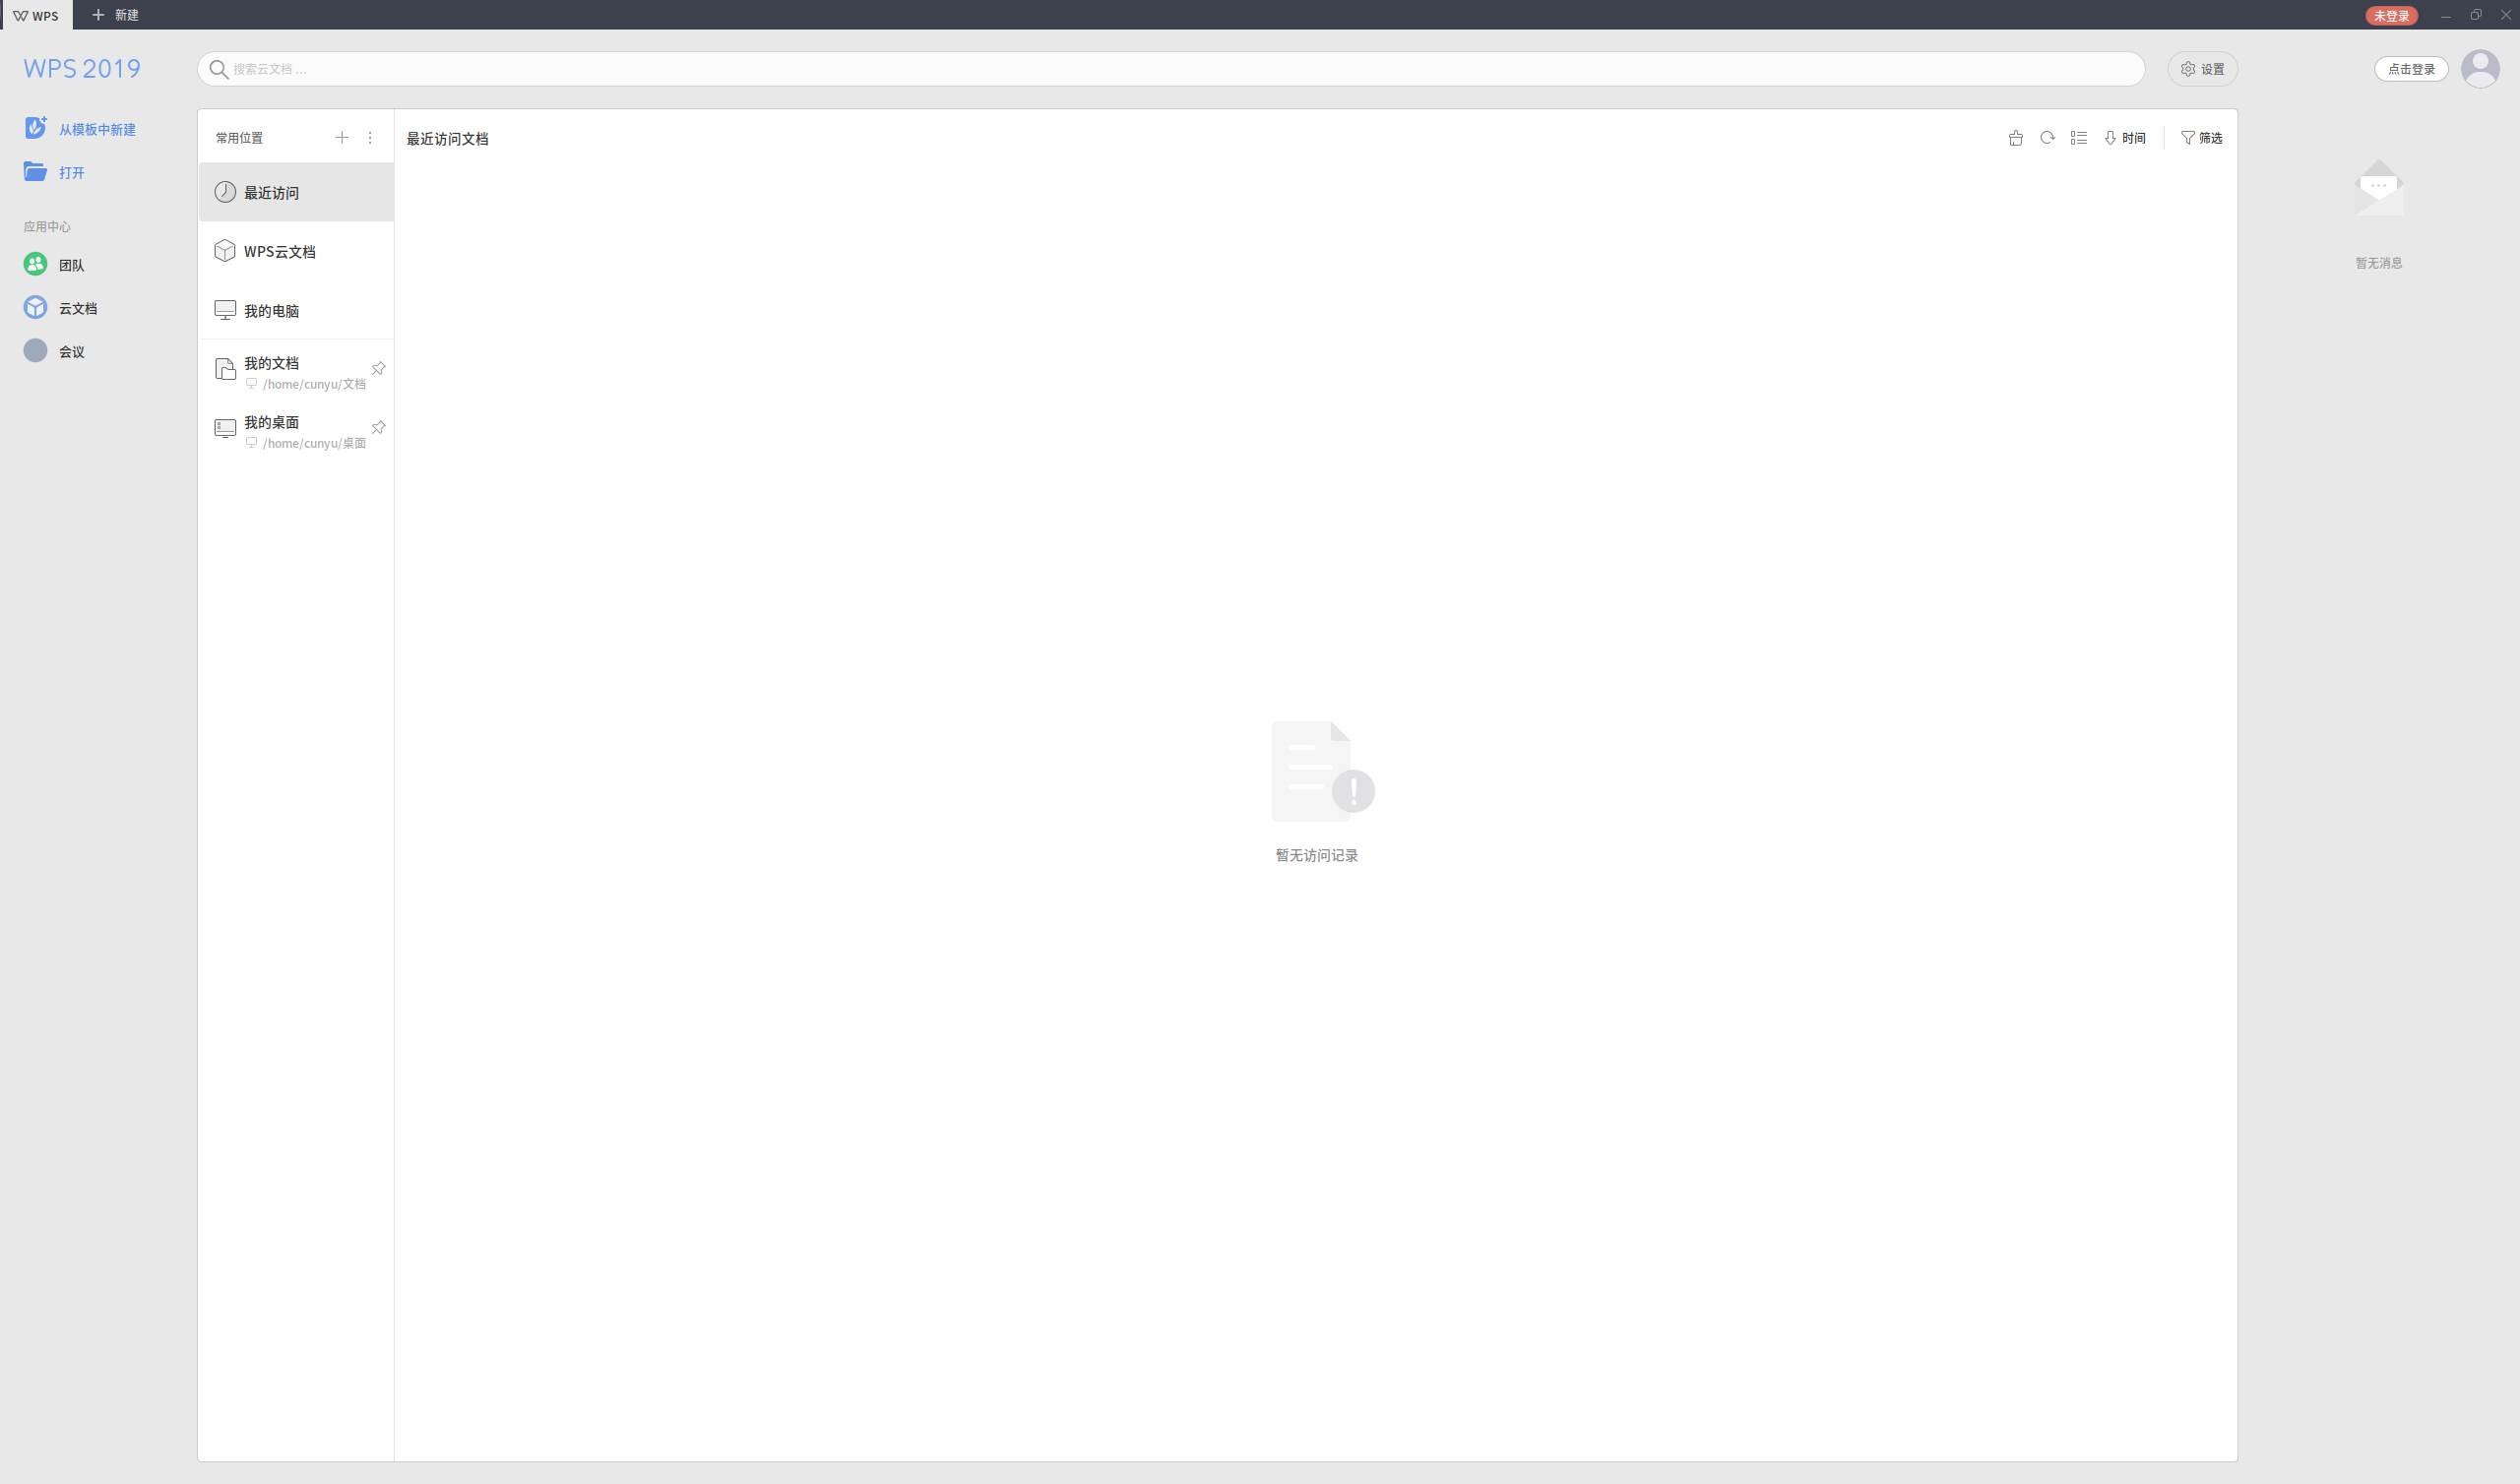 WPS
新建
未登录
WPS 2019
搜索云文档 ...
设置
点击登录
从模板中新建
打开
应用中心
团队
云文档
会议
常用位置
最近访问
WPS云文档
我的电脑
我的文档
/home/cunyu/文档
我的桌面
/home/cunyu/桌面
最近访问文档
时间
筛选
暂无访问记录
暂无消息